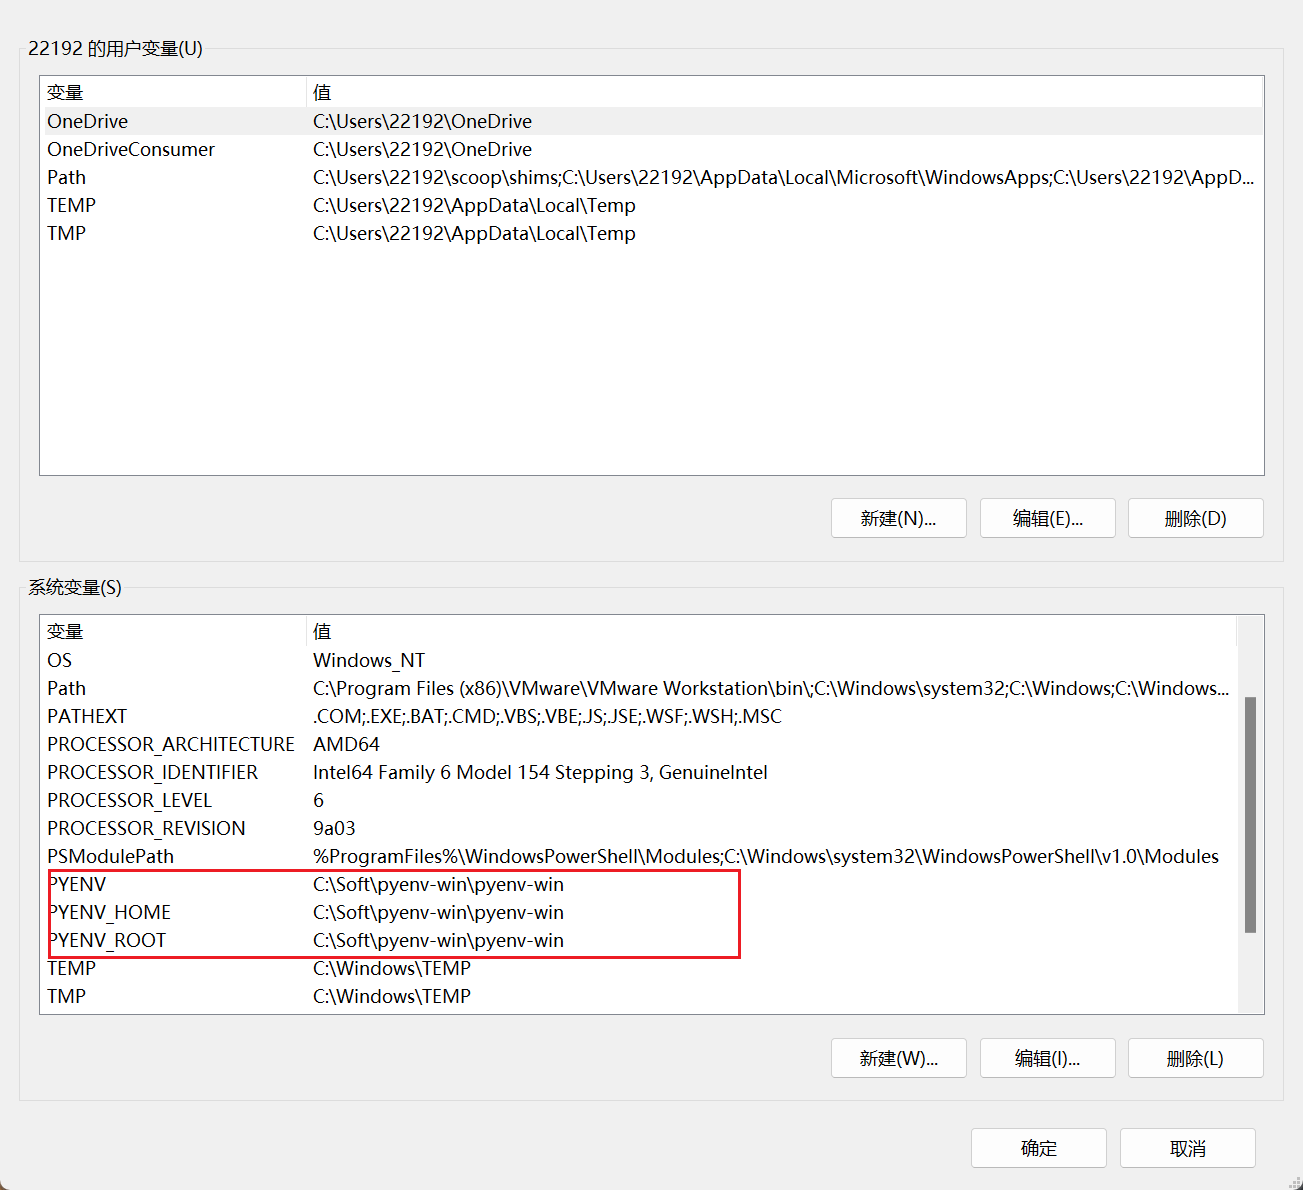 22192 的用户变量(U)
变量 值
OneDrive C:\Users\22192\OneDrive
OneDriveConsumer C:\Users\22192\OneDrive
Path C:\Users\22192\scoop\shims;C:\Users\22192\AppData\Local\Microsoft\WindowsApps;C:\Users\22192\AppD...
TEMP C:\Users\22192\AppData\Local\Temp
TMP C:\Users\22192\AppData\Local\Temp
新建(N)... 编辑(E)... 删除(D)
系统变量(S)
变量 值
OS Windows_NT
Path C:\Program Files (x86)\VMware\VMware Workstation\bin\;C:\Windows\system32;C:\Windows;C:\Windows...
PATHEXT .COM;.EXE;.BAT;.CMD;.VBS;.VBE;.JS;.JSE;.WSF;.WSH;.MSC
PROCESSOR_ARCHITECTURE AMD64
PROCESSOR_IDENTIFIER Intel64 Family 6 Model 154 Stepping 3, GenuineIntel
PROCESSOR_LEVEL 6
PROCESSOR_REVISION 9a03
PSModulePath %ProgramFiles%\WindowsPowerShell\Modules;C:\Windows\system32\WindowsPowerShell\v1.0\Modules
PYENV C:\Soft\pyenv-win\pyenv-win
PYENV_HOME C:\Soft\pyenv-win\pyenv-win
PYENV_ROOT C:\Soft\pyenv-win\pyenv-win
TEMP C:\Windows\TEMP
TMP C:\Windows\TEMP
新建(W)... 编辑(I)... 删除(L)
确定 取消